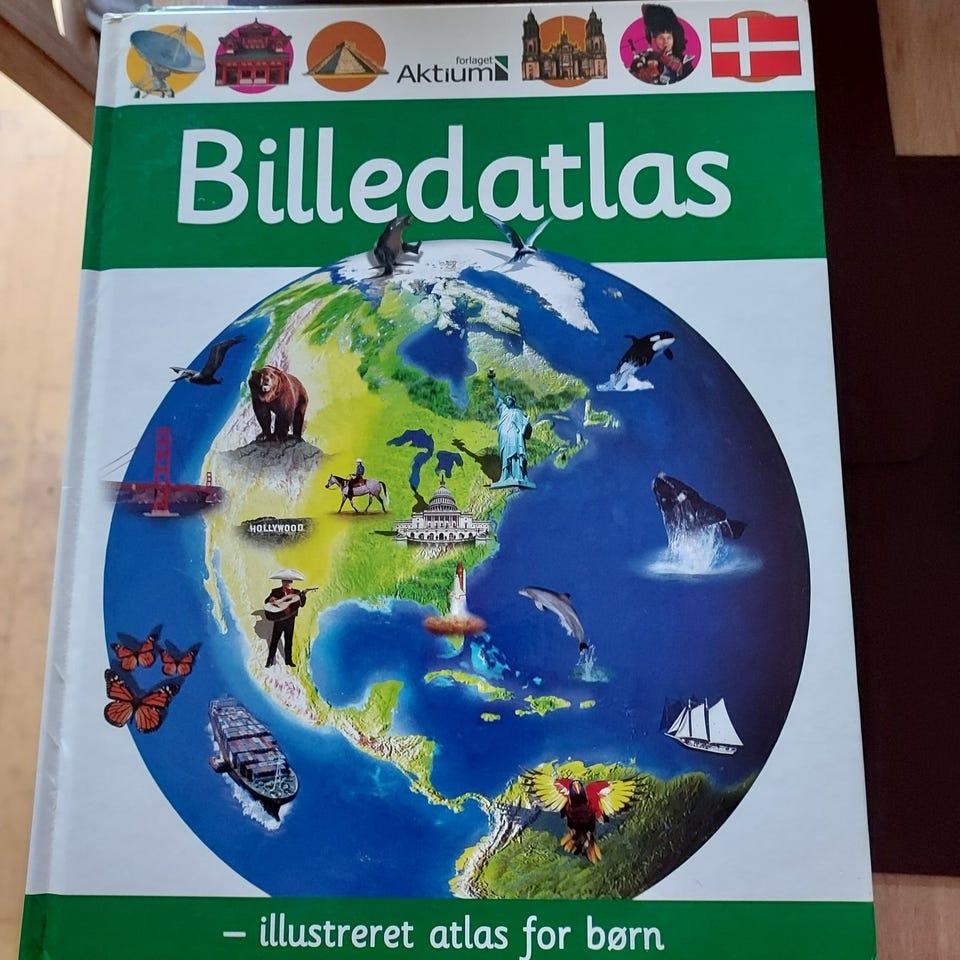 forlaget
Aktium
Billedatlas
HOLLYWOOD
– illustreret atlas for børn